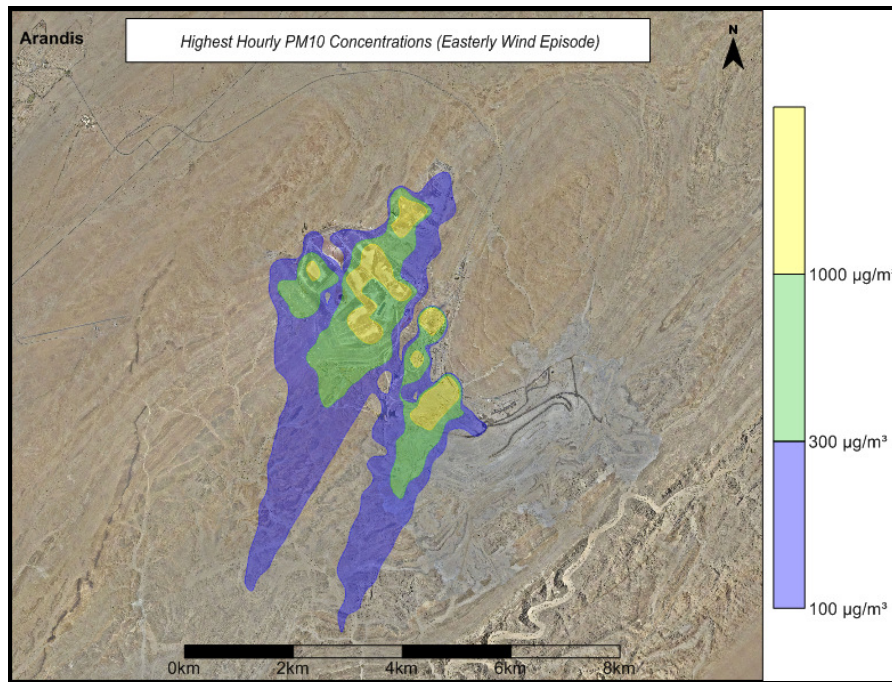 Arandis
Highest Hourly PM10 Concentrations (Easterly Wind Episode)
N
1000 µg/m³
300 µg/m³
100 µg/m³
0km 2km 4km 6km 8km